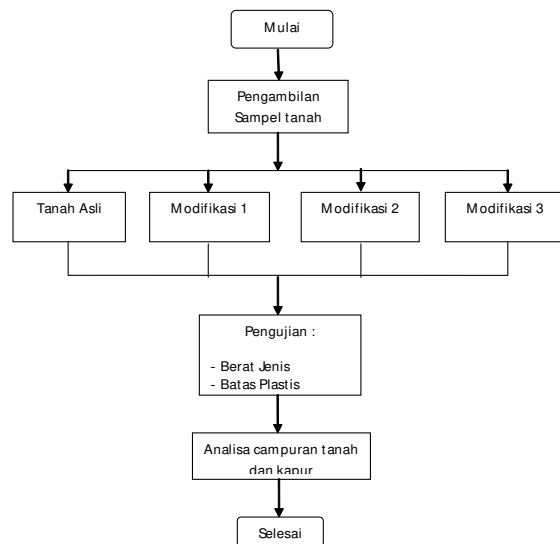 Mulai
Pengambilan
Sampel tanah
Tanah Asli
Modifikasi 1
Modifikasi 2
Modifikasi 3
Pengujian :
- Berat Jenis
- Batas Plastis
Analisa campuran tanah
dan kapur
Selesai